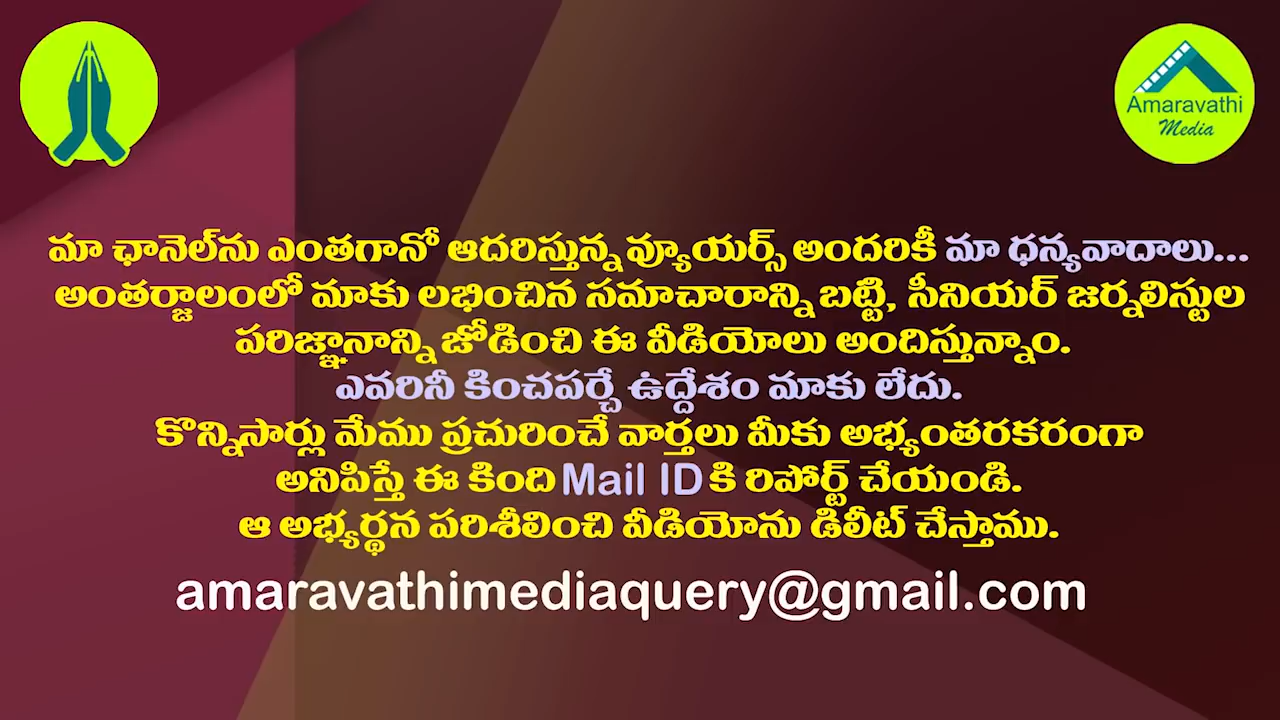 Amaravathi
Media
మా ఛానెల్‌ను ఎంతగానో ఆదరిస్తున్న వ్యూయర్స్ అందరికీ మా ధన్యవాదాలు...
అంతర్జాలంలో మాకు లభించిన సమాచారాన్ని బట్టి, సీనియర్ జర్నలిస్టుల
పరిజ్ఞానాన్ని జోడించి ఈ వీడియోలు అందిస్తున్నాం.
ఎవరినీ కించపర్చే ఉద్దేశం మాకు లేదు.
కొన్నిసార్లు మేము ప్రచురించే వార్తలు మీకు అభ్యంతరకరంగా
అనిపిస్తే ఈ కింది Mail ID కి రిపోర్ట్ చేయండి.
ఆ అభ్యర్థన పరిశీలించి వీడియోను డిలీట్ చేస్తాము.
amaravathimediaquery@gmail.com